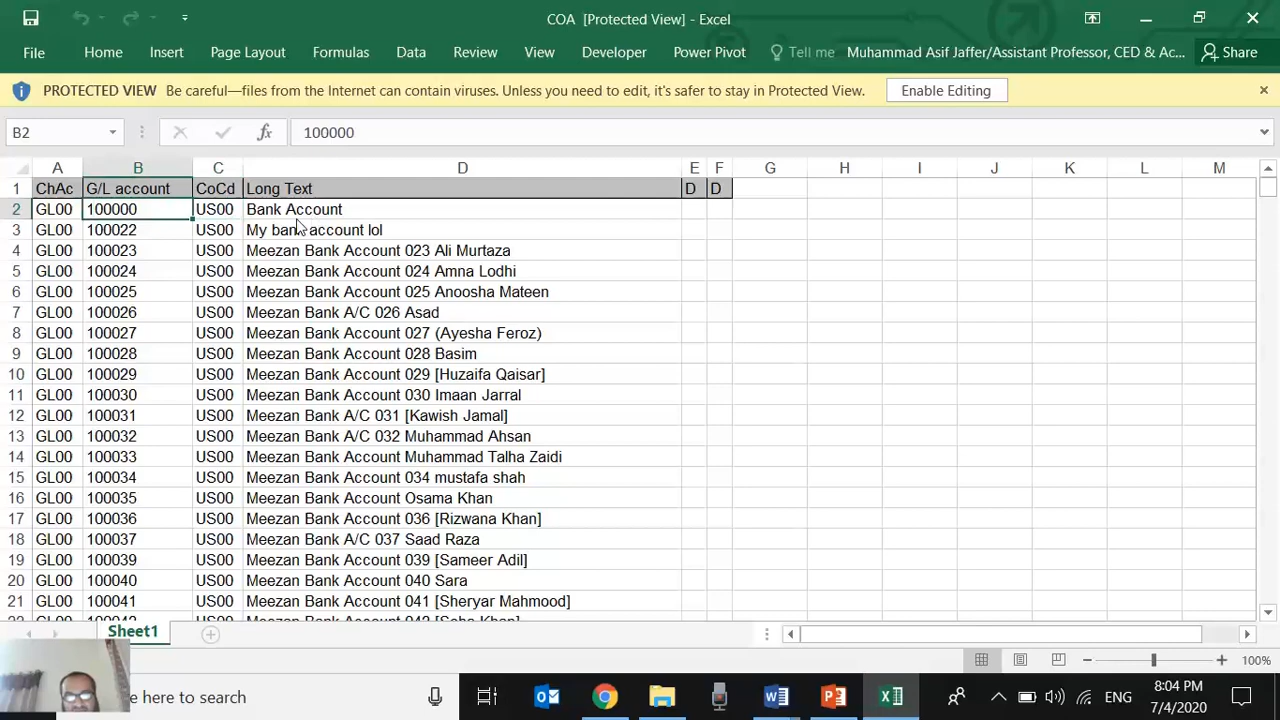 COA [Protected View] - Excel
File Home Insert Page Layout Formulas Data Review View Developer Power Pivot Tell me Muhammad Asif Jaffer/Assistant Professor, CED & Ac... Share
PROTECTED VIEW Be careful—files from the Internet can contain viruses. Unless you need to edit, it's safer to stay in Protected View. Enable Editing
B2 fx 100000
A B C D E F G H I J K L M
1 ChAc G/L account CoCd Long Text D D
2 GL00 100000 US00 Bank Account
3 GL00 100022 US00 My bank account lol
4 GL00 100023 US00 Meezan Bank Account 023 Ali Murtaza
5 GL00 100024 US00 Meezan Bank Account 024 Amna Lodhi
6 GL00 100025 US00 Meezan Bank Account 025 Anoosha Mateen
7 GL00 100026 US00 Meezan Bank A/C 026 Asad
8 GL00 100027 US00 Meezan Bank Account 027 (Ayesha Feroz)
9 GL00 100028 US00 Meezan Bank Account 028 Basim
10 GL00 100029 US00 Meezan Bank Account 029 [Huzaifa Qaisar]
11 GL00 100030 US00 Meezan Bank Account 030 Imaan Jarral
12 GL00 100031 US00 Meezan Bank A/C 031 [Kawish Jamal]
13 GL00 100032 US00 Meezan Bank A/C 032 Muhammad Ahsan
14 GL00 100033 US00 Meezan Bank Account Muhammad Talha Zaidi
15 GL00 100034 US00 Meezan Bank Account 034 mustafa shah
16 GL00 100035 US00 Meezan Bank Account Osama Khan
17 GL00 100036 US00 Meezan Bank Account 036 [Rizwana Khan]
18 GL00 100037 US00 Meezan Bank A/C 037 Saad Raza
19 GL00 100039 US00 Meezan Bank Account 039 [Sameer Adil]
20 GL00 100040 US00 Meezan Bank Account 040 Sara
21 GL00 100041 US00 Meezan Bank Account 041 [Sheryar Mahmood]
Sheet1
100%
here to search ENG 8:04 PM
7/4/2020